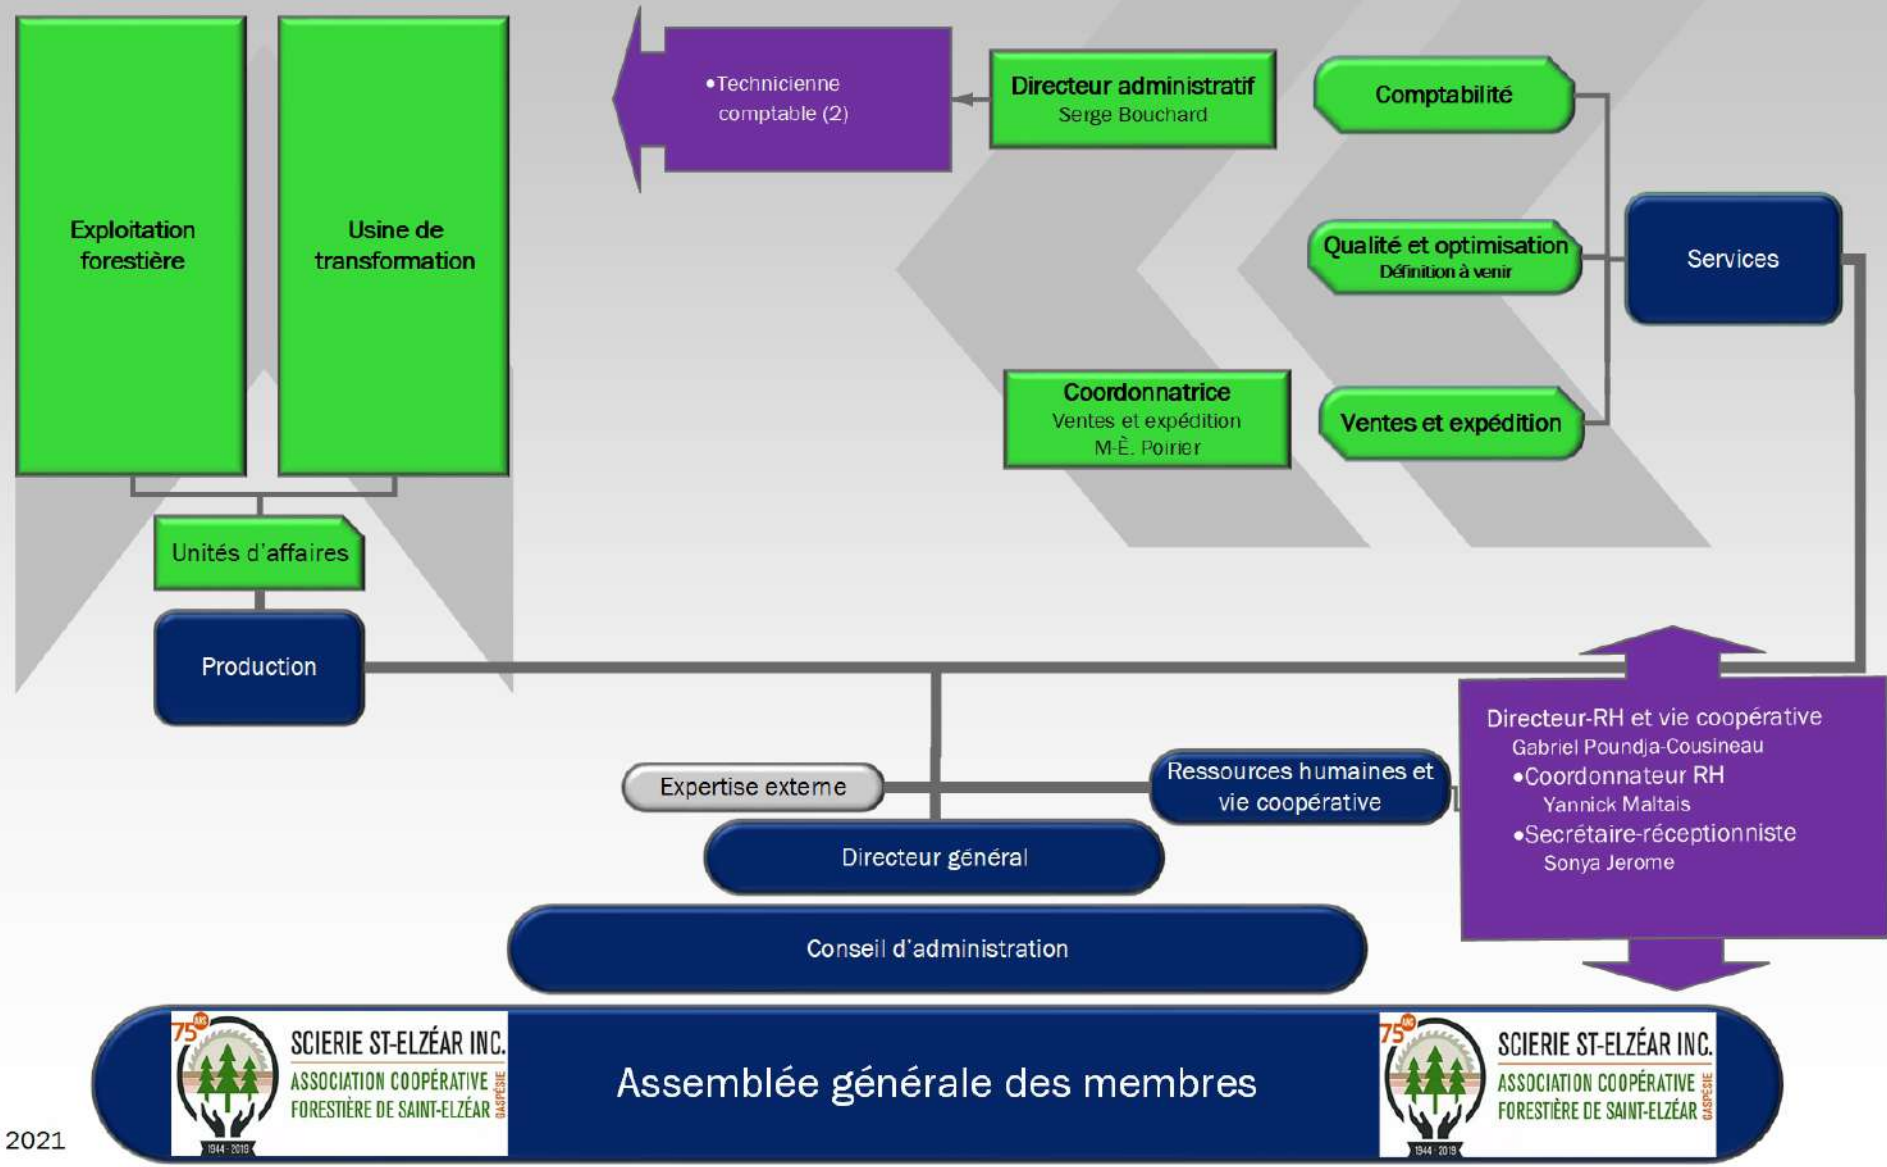 Exploitation
forestière
Usine de
transformation
•Technicienne
comptable (2)
Directeur administratif
Serge Bouchard
Comptabilité
Qualité et optimisation
Définition à venir
Services
Coordonnatrice
Ventes et expédition
M-È. Poirier
Ventes et expédition
Unités d'affaires
Production
Expertise externe
Ressources humaines et
vie coopérative
Directeur-RH et vie coopérative
Gabriel Poundja-Cousineau
•Coordonnateur RH
Yannick Maltais
•Secrétaire-réceptionniste
Sonya Jerome
Directeur général
Conseil d'administration
75 ANS
SCIERIE ST-ELZÉAR INC.
ASSOCIATION COOPÉRATIVE
FORESTIÈRE DE SAINT-ELZÉAR
GASPÉSIE
1944 - 2019
Assemblée générale des membres
75 ANS
SCIERIE ST-ELZÉAR INC.
ASSOCIATION COOPÉRATIVE
FORESTIÈRE DE SAINT-ELZÉAR
GASPÉSIE
1944 - 2019
2021